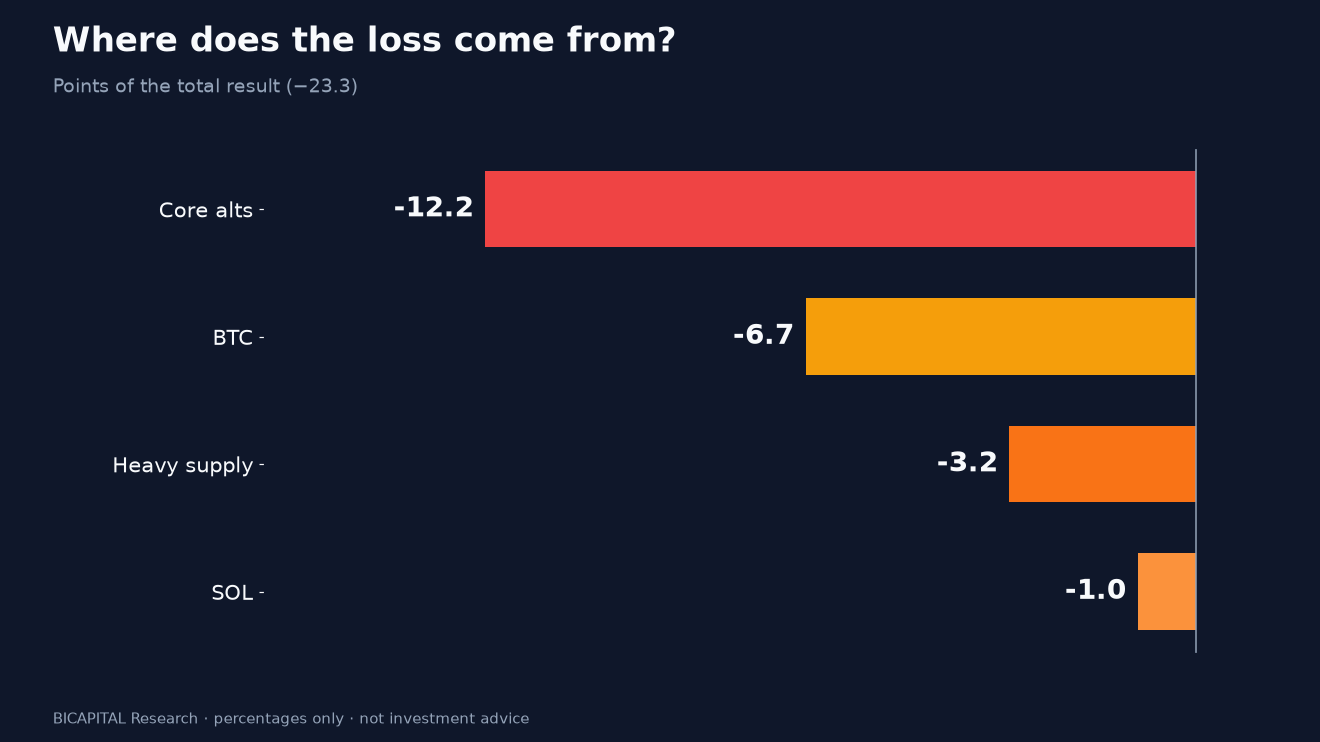 Where does the loss come from?
Points of the total result (−23.3)
Core alts
-12.2
BTC
-6.7
Heavy supply
-3.2
SOL
-1.0
BICAPITAL Research · percentages only · not investment advice